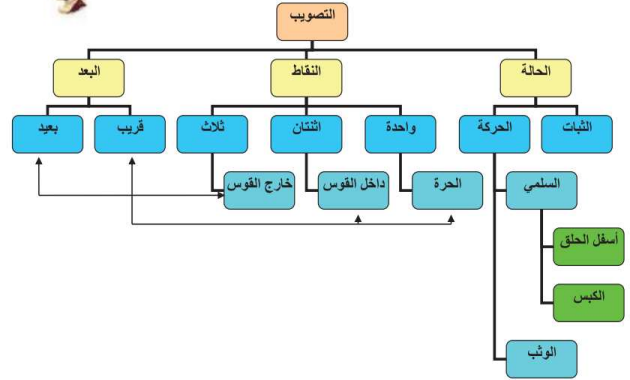 التصويب
الحالة
النقاط
البعد
الثبات
الحركة
واحدة
اثنتان
ثلاث
قريب
بعيد
السلمي
الحرة
داخل القوس
خارج القوس
أسفل الحلق
الكبس
الوثب